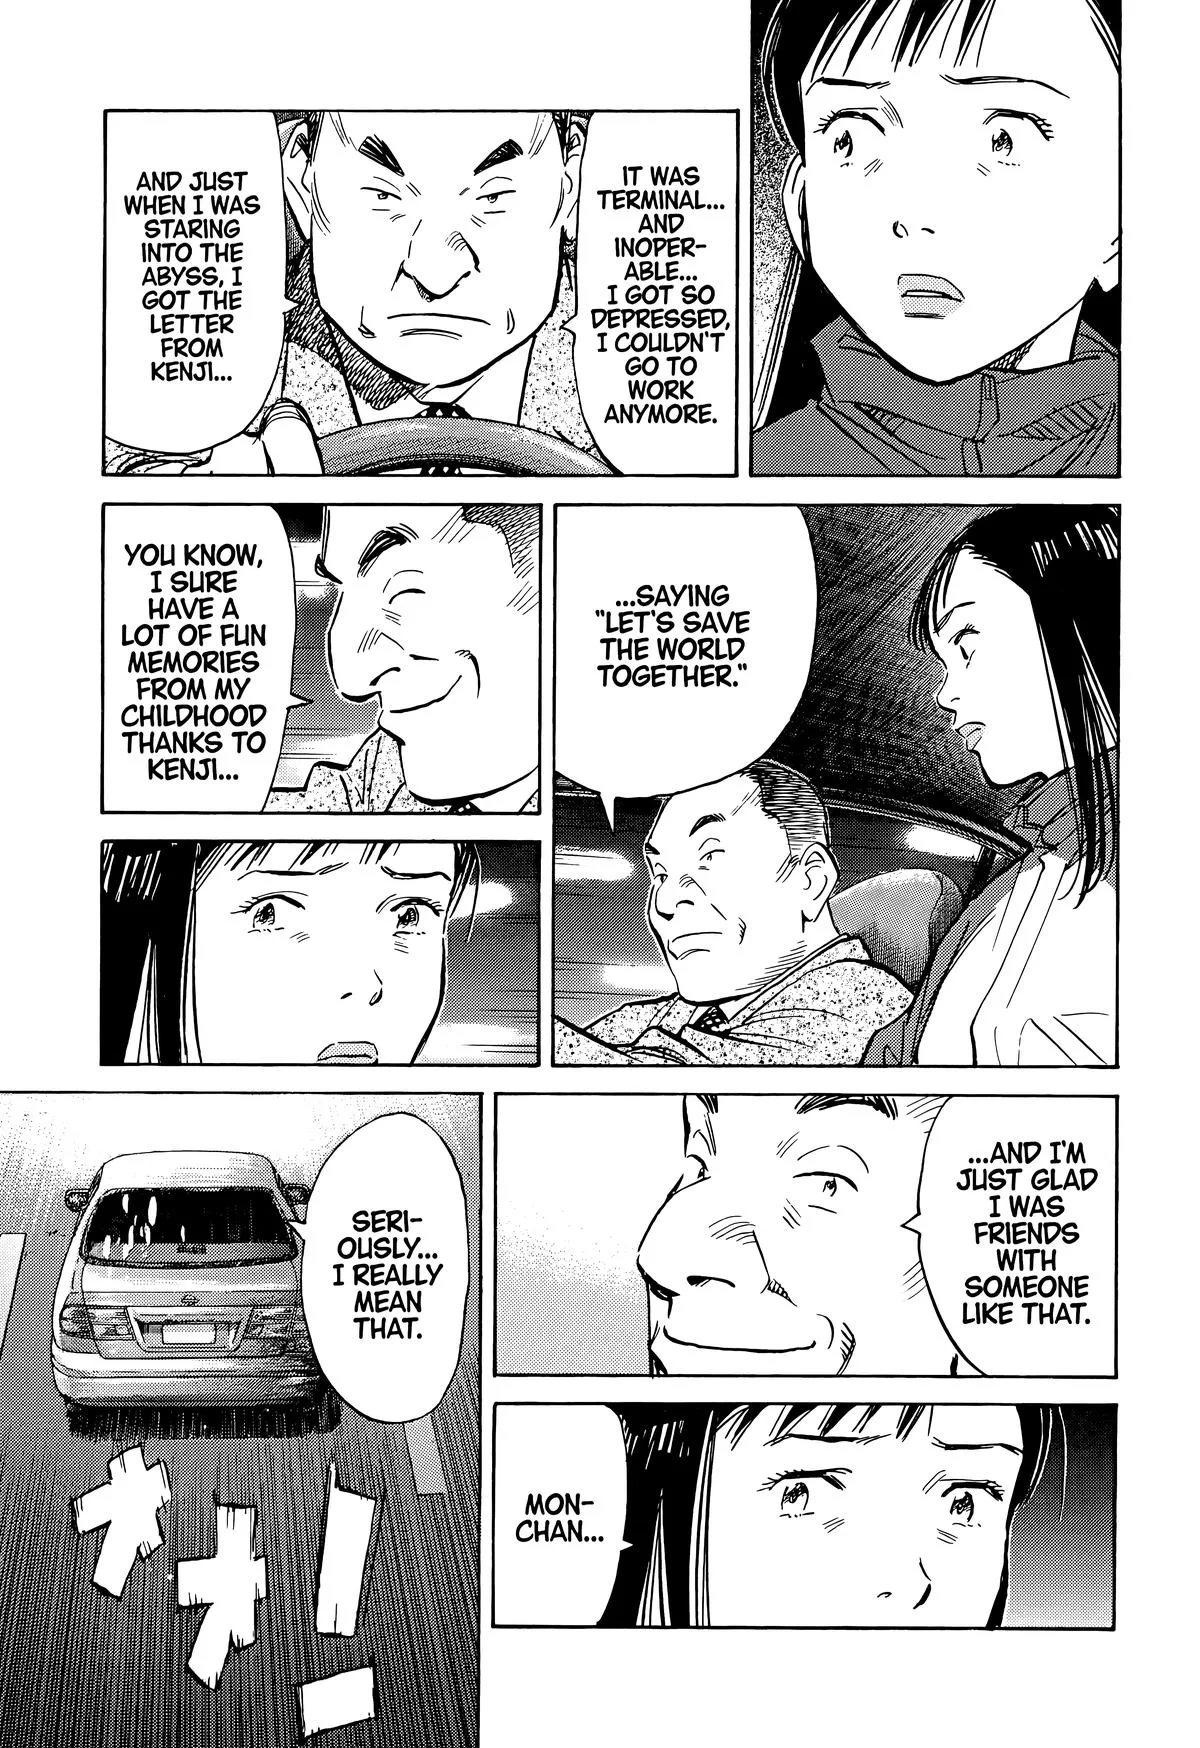 IT WAS
TERMINAL...
AND
INOPER-
ABLE...
I GOT SO
DEPRESSED,
I COULDN'T
GO TO
WORK
ANYMORE.
AND JUST
WHEN I WAS
STARING
INTO THE
ABYSS, I
GOT THE
LETTER
FROM
KENJI...
...SAYING
"LET'S SAVE
THE WORLD
TOGETHER."
YOU KNOW,
I SURE
HAVE A
LOT OF FUN
MEMORIES
FROM MY
CHILDHOOD
THANKS TO
KENJI...
...AND I'M
JUST GLAD
I WAS
FRIENDS
WITH
SOMEONE
LIKE THAT.
MON-
CHAN...
SERI-
OUSLY...
I REALLY
MEAN
THAT.